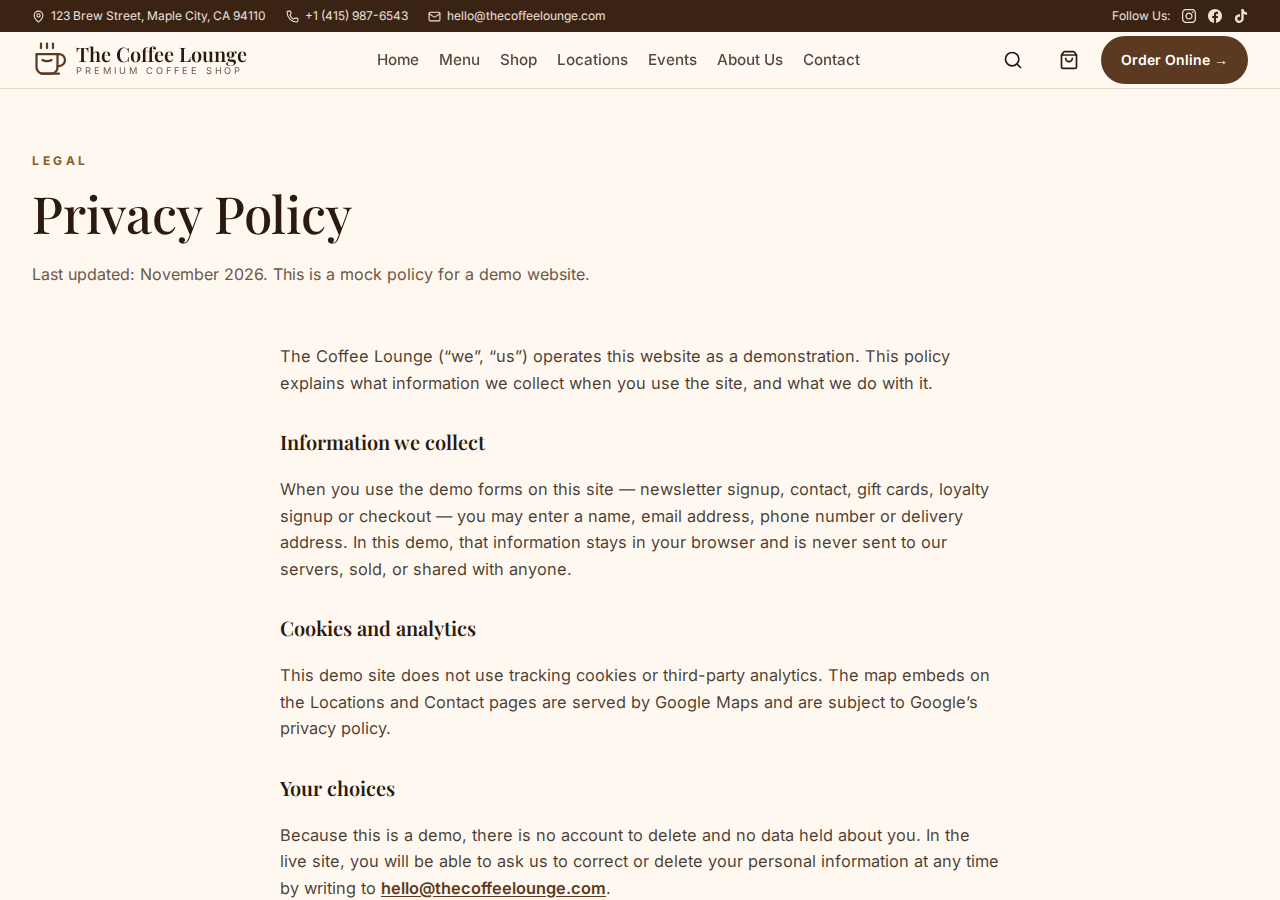 123 Brew Street, Maple City, CA 94110
+1 (415) 987-6543
hello@thecoffeelounge.com
Follow Us:
The Coffee Lounge
PREMIUM COFFEE SHOP
Home
Menu
Shop
Locations
Events
About Us
Contact
Order Online →
LEGAL
Privacy Policy
Last updated: November 2026. This is a mock policy for a demo website.
The Coffee Lounge (“we”, “us”) operates this website as a demonstration. This policy
explains what information we collect when you use the site, and what we do with it.
Information we collect
When you use the demo forms on this site — newsletter signup, contact, gift cards, loyalty
signup or checkout — you may enter a name, email address, phone number or delivery
address. In this demo, that information stays in your browser and is never sent to our
servers, sold, or shared with anyone.
Cookies and analytics
This demo site does not use tracking cookies or third-party analytics. The map embeds on
the Locations and Contact pages are served by Google Maps and are subject to Google’s
privacy policy.
Your choices
Because this is a demo, there is no account to delete and no data held about you. In the
live site, you will be able to ask us to correct or delete your personal information at any time
by writing to hello@thecoffeelounge.com.